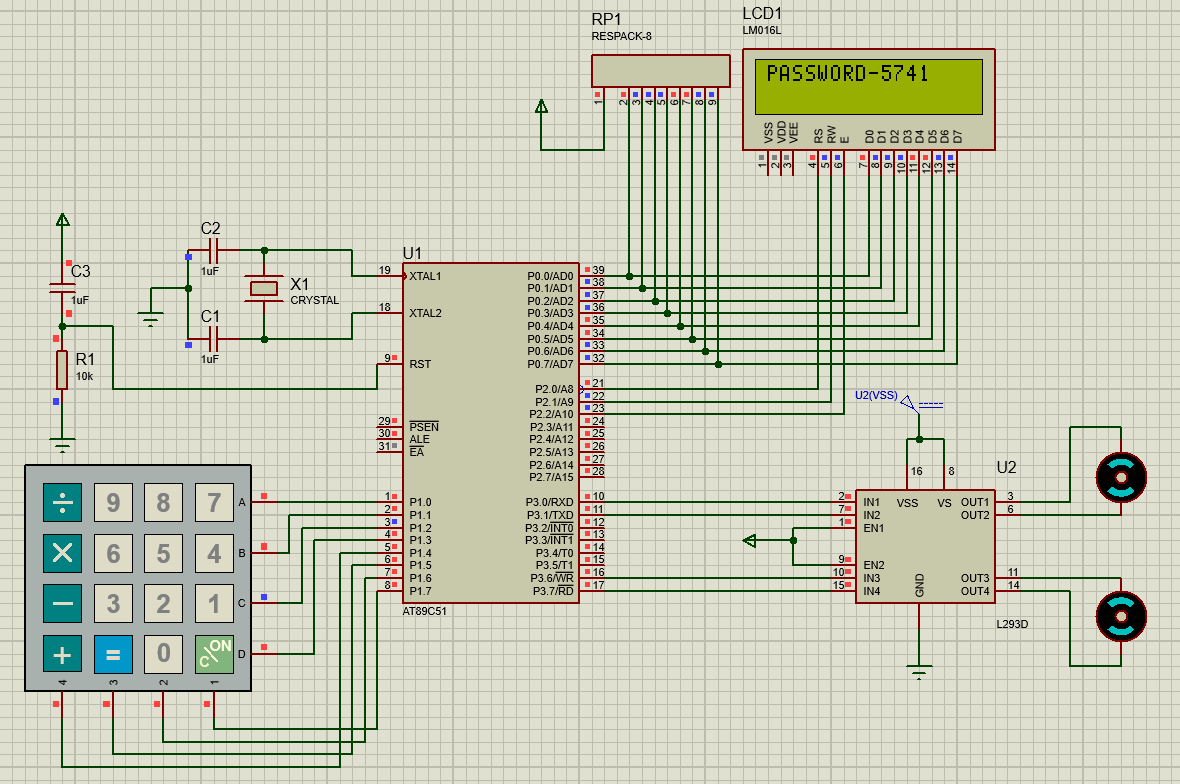 RP1
RESPACK-8
1 2 3 4 5 6 7 8 9
LCD1
LM016L
PASSWORD-5741
VSS VDD VEE RS RW E D0 D1 D2 D3 D4 D5 D6 D7
1 2 3 4 5 6 7 8 9 10 11 12 13 14
C3
1uF
R1
10k
C2
1uF
C1
1uF
X1
CRYSTAL
U1
19 XTAL1
18 XTAL2
9 RST
29 PSEN
30 ALE
31 EA
1 P1.0
2 P1.1
3 P1.2
4 P1.3
5 P1.4
6 P1.5
7 P1.6
8 P1.7
P0.0/AD0 39
P0.1/AD1 38
P0.2/AD2 37
P0.3/AD3 36
P0.4/AD4 35
P0.5/AD5 34
P0.6/AD6 33
P0.7/AD7 32
P2.0/A8 21
P2.1/A9 22
P2.2/A10 23
P2.3/A11 24
P2.4/A12 25
P2.5/A13 26
P2.6/A14 27
P2.7/A15 28
P3.0/RXD 10
P3.1/TXD 11
P3.2/INT0 12
P3.3/INT1 13
P3.4/T0 14
P3.5/T1 15
P3.6/WR 16
P3.7/RD 17
AT89C51
÷ 9 8 7 A
× 6 5 4 B
− 3 2 1 C
+ = 0 ON/C D
4 3 2 1
U2(VSS)
U2
16 8
VSS VS
2 IN1
7 IN2
1 EN1
9 EN2
10 IN3
15 IN4
GND
OUT1 3
OUT2 6
OUT3 11
OUT4 14
L293D